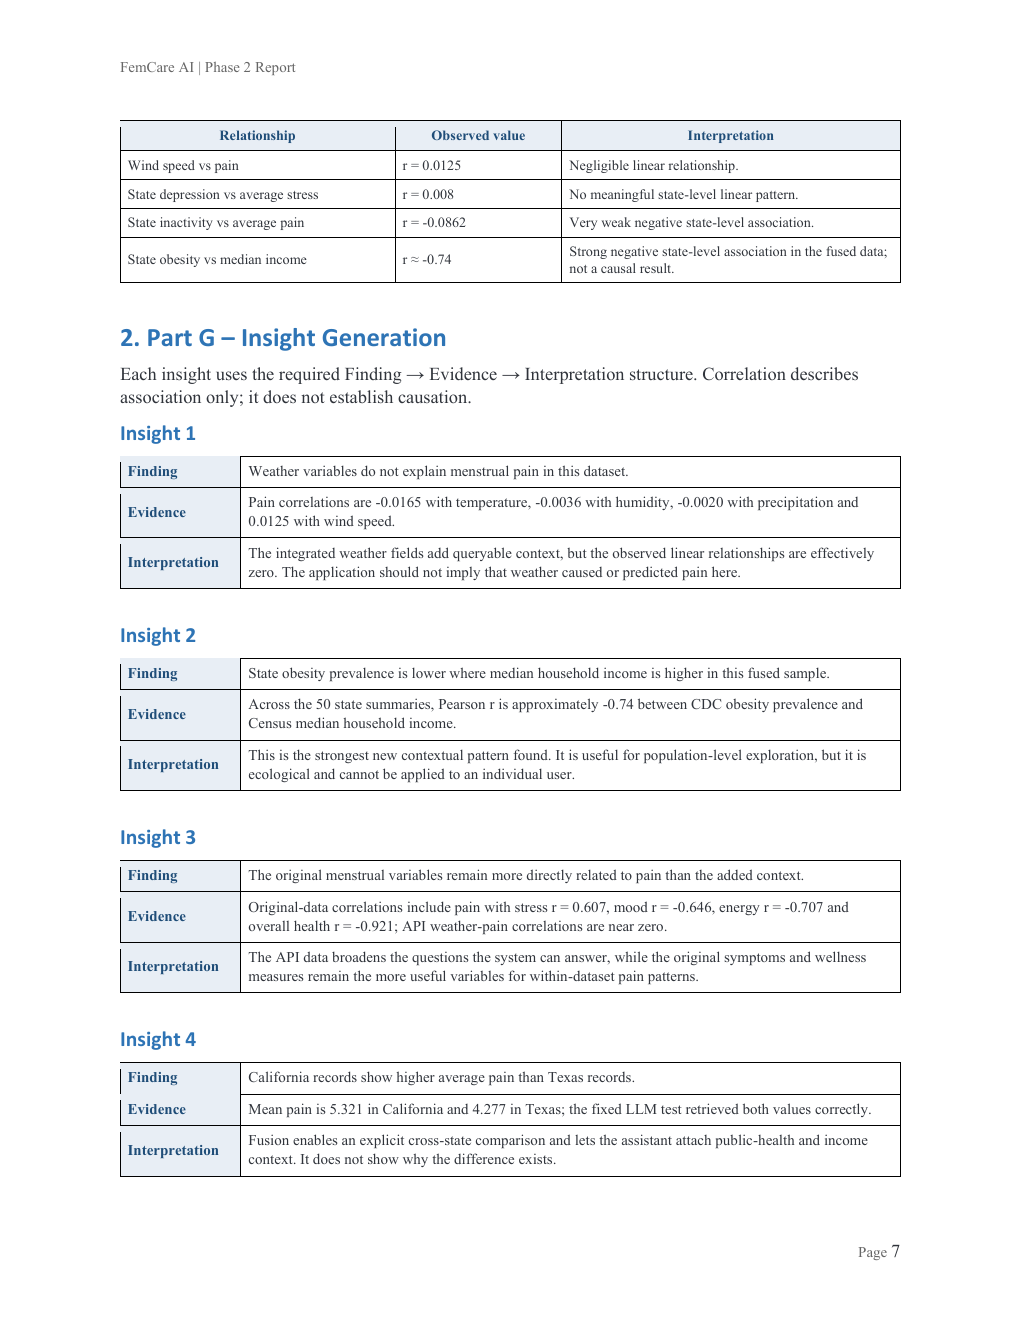 FemCare AI | Phase 2 Report
Relationship Observed value Interpretation
Wind speed vs pain r = 0.0125 Negligible linear relationship.
State depression vs average stress r = 0.008 No meaningful state-level linear pattern.
State inactivity vs average pain r = -0.0862 Very weak negative state-level association.
State obesity vs median income r ≈ -0.74 Strong negative state-level association in the fused data;
not a causal result.
2. Part G – Insight Generation
Each insight uses the required Finding → Evidence → Interpretation structure. Correlation describes
association only; it does not establish causation.
Insight 1
Finding Weather variables do not explain menstrual pain in this dataset.
Evidence Pain correlations are -0.0165 with temperature, -0.0036 with humidity, -0.0020 with precipitation and
0.0125 with wind speed.
Interpretation The integrated weather fields add queryable context, but the observed linear relationships are effectively
zero. The application should not imply that weather caused or predicted pain here.
Insight 2
Finding State obesity prevalence is lower where median household income is higher in this fused sample.
Evidence Across the 50 state summaries, Pearson r is approximately -0.74 between CDC obesity prevalence and
Census median household income.
Interpretation This is the strongest new contextual pattern found. It is useful for population-level exploration, but it is
ecological and cannot be applied to an individual user.
Insight 3
Finding The original menstrual variables remain more directly related to pain than the added context.
Evidence Original-data correlations include pain with stress r = 0.607, mood r = -0.646, energy r = -0.707 and
overall health r = -0.921; API weather-pain correlations are near zero.
Interpretation The API data broadens the questions the system can answer, while the original symptoms and wellness
measures remain the more useful variables for within-dataset pain patterns.
Insight 4
Finding California records show higher average pain than Texas records.
Evidence Mean pain is 5.321 in California and 4.277 in Texas; the fixed LLM test retrieved both values correctly.
Interpretation Fusion enables an explicit cross-state comparison and lets the assistant attach public-health and income
context. It does not show why the difference exists.
Page 7